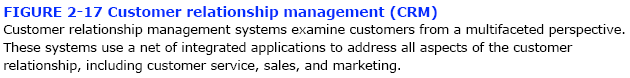 FIGURE 2-17 Customer relationship management (CRM)
Customer relationship management systems examine customers from a multifaceted perspective.
These systems use a net of integrated applications to address all aspects of the customer
relationship, including customer service, sales, and marketing.